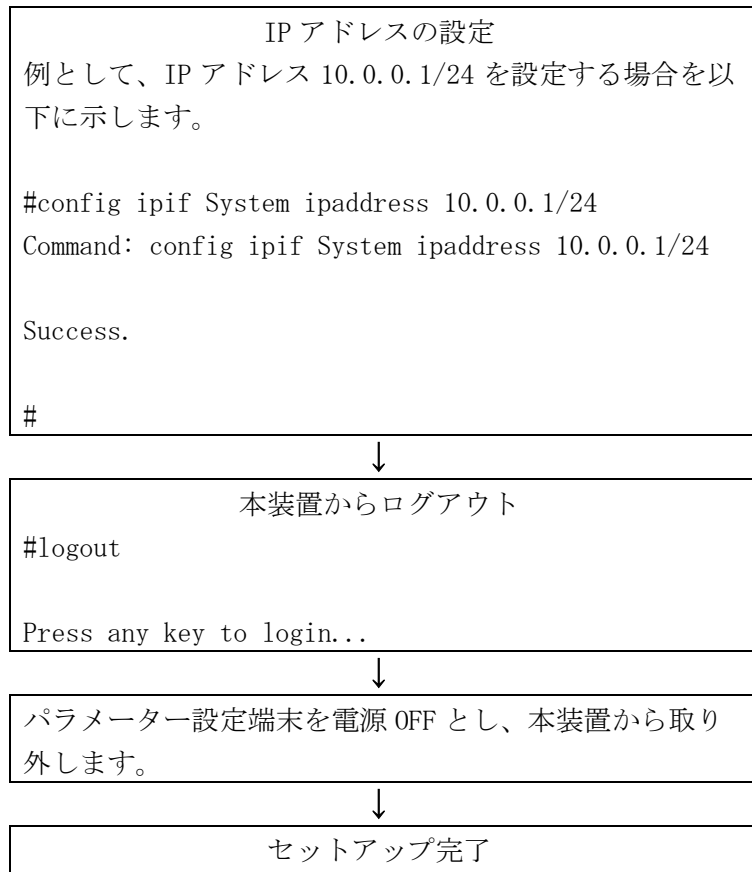 IP アドレスの設定
例として、IP アドレス 10.0.0.1/24 を設定する場合を以
下に示します。
#config ipif System ipaddress 10.0.0.1/24
Command: config ipif System ipaddress 10.0.0.1/24
Success.
#
↓
本装置からログアウト
#logout
Press any key to login...
↓
パラメーター設定端末を電源 OFF とし、本装置から取り
外します。
↓
セットアップ完了